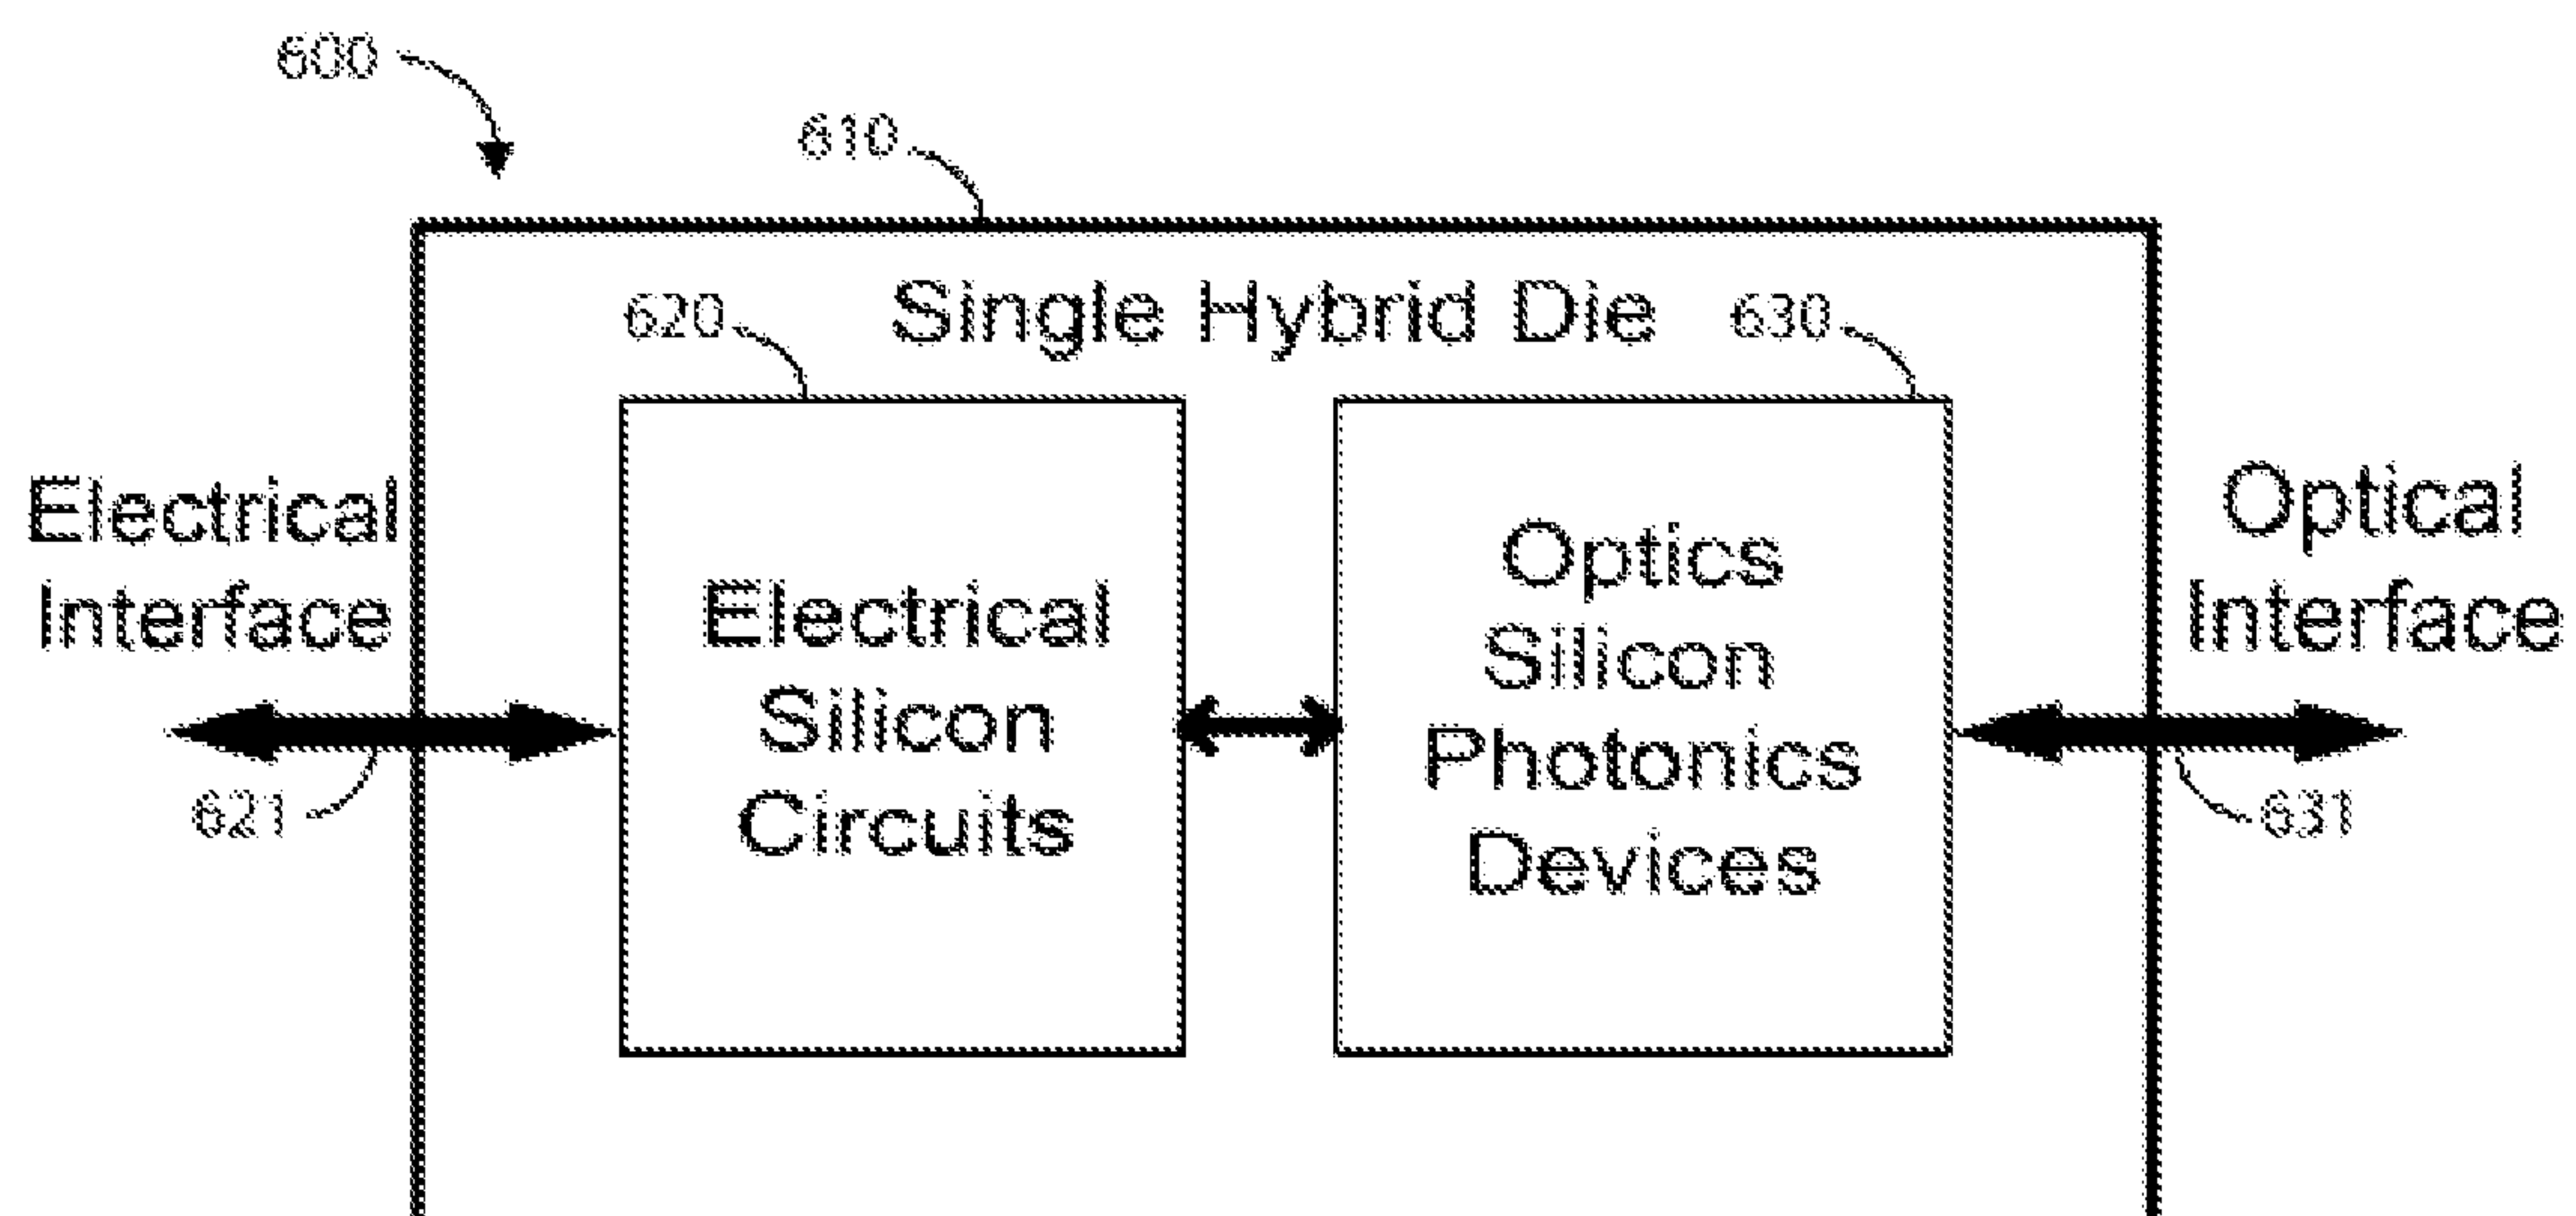 600
610
Single Hybrid Die
620
630
Electrical
Interface
Electrical
Silicon
Circuits
Optics
Silicon
Photonics
Devices
Optical
Interface
621
631